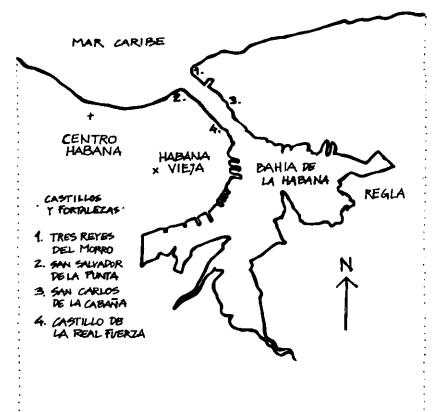 MAR CARIBE
1.
2.
3.
4.
CENTRO
HABANA
HABANA
x VIEJA
BAHIA DE
LA HABANA
REGLA
· CASTILLOS
Y FORTALEZAS·
1. TRES REYES
DEL MORRO
2. SAN SALVADOR
DE LA PUNTA
3. SAN CARLOS
DE LA CABAÑA
4. CASTILLO DE
LA REAL FUERZA
N